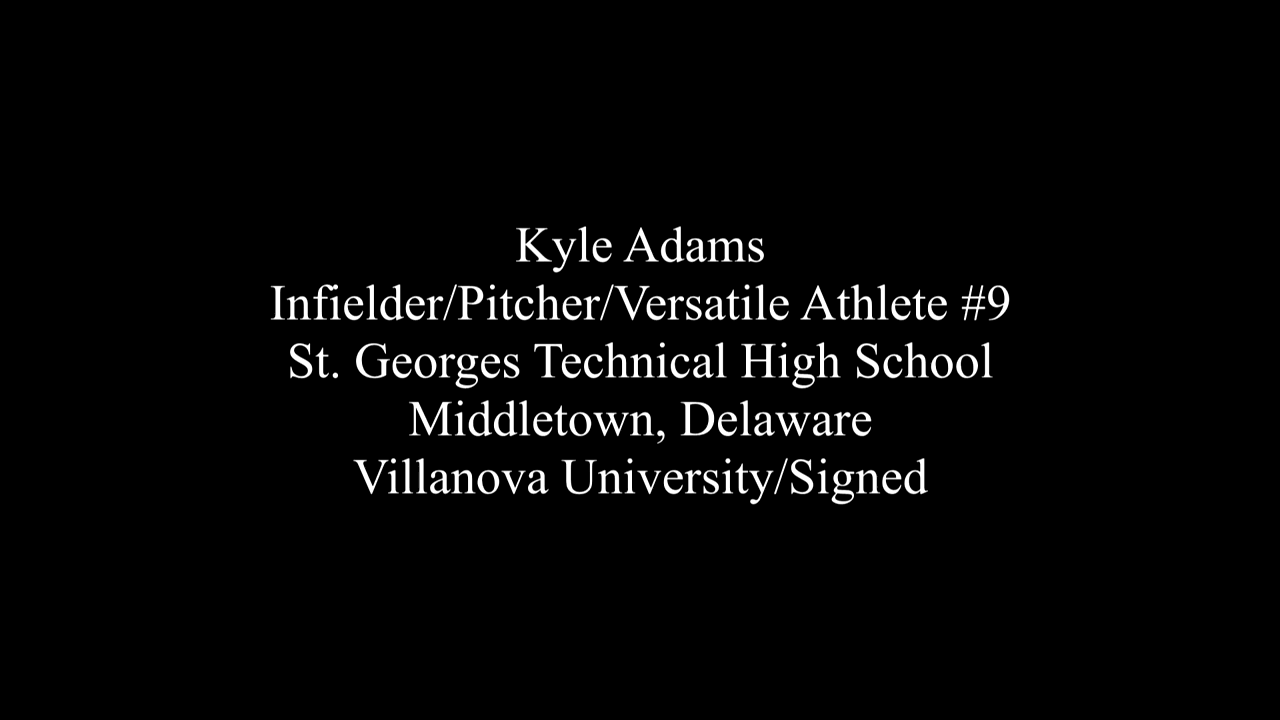 Kyle Adams
Infielder/Pitcher/Versatile Athlete #9
St. Georges Technical High School
Middletown, Delaware
Villanova University/Signed